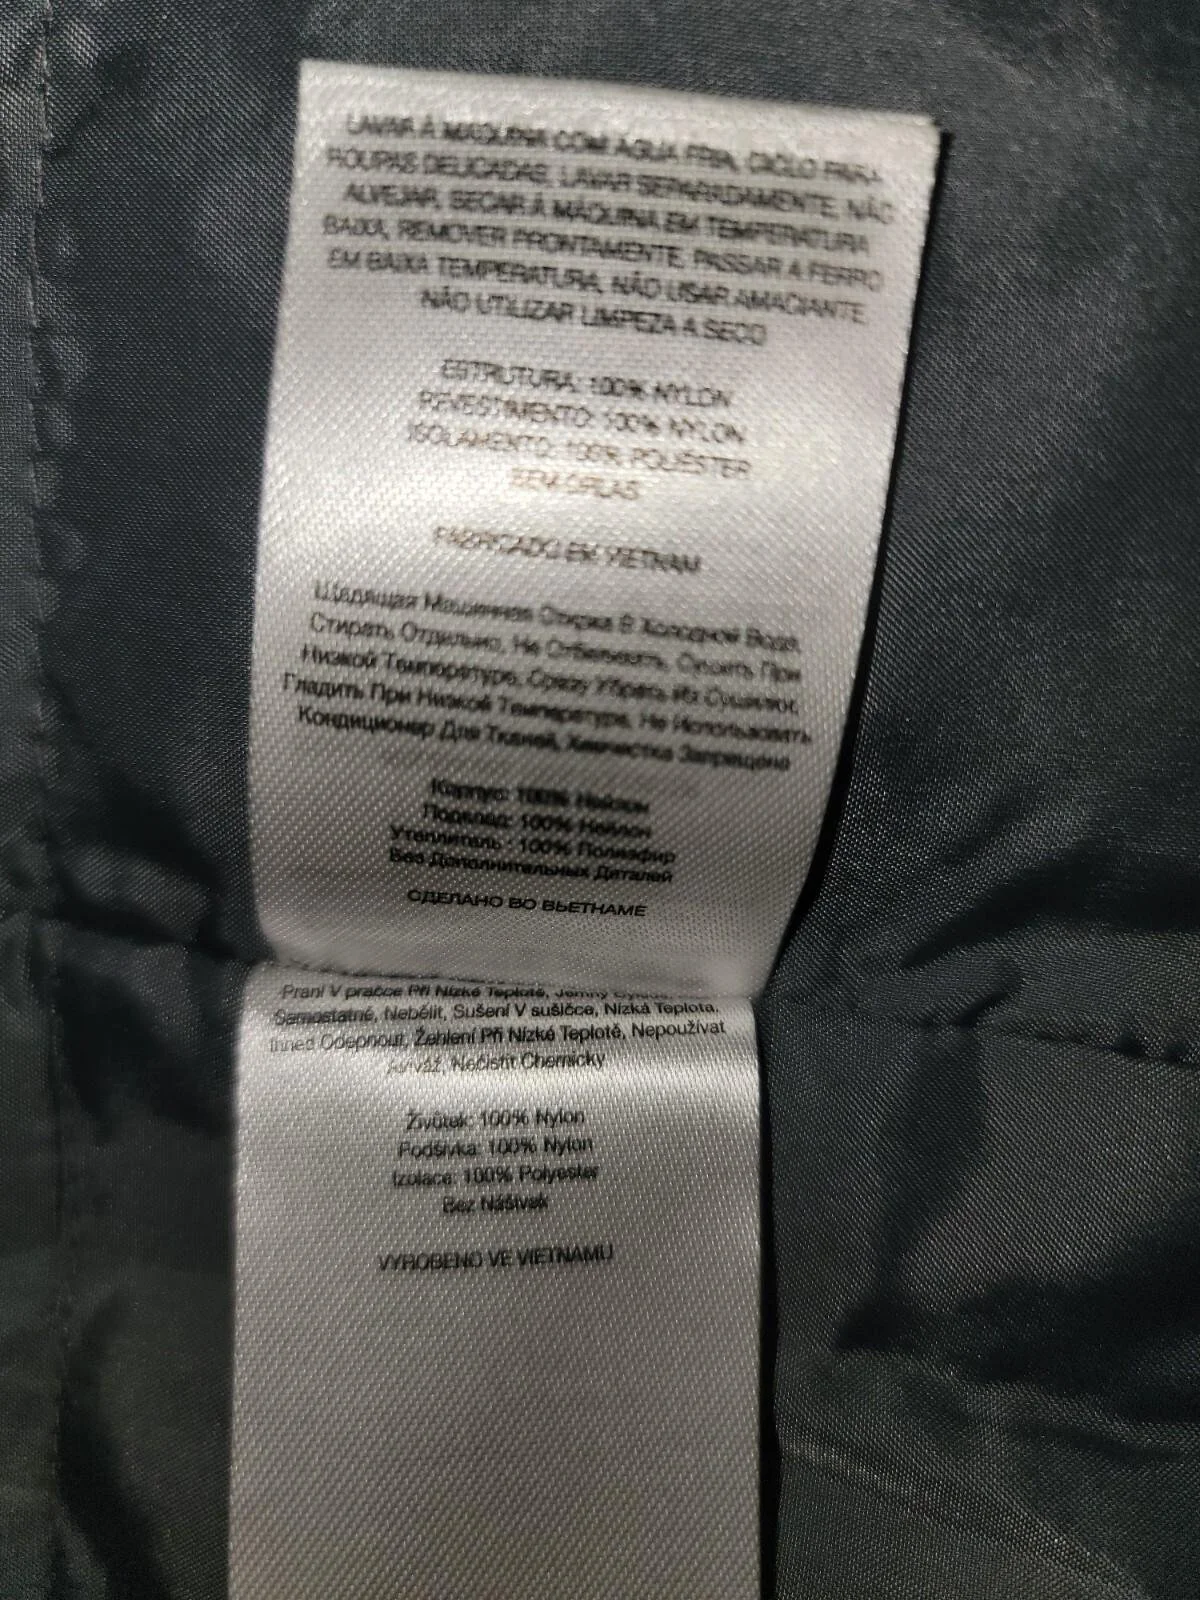 LAVAR À MÁQUINA COM ÁGUA FRIA, CICLO PARA
ROUPAS DELICADAS, LAVAR SEPARADAMENTE, NÃO
ALVEJAR, SECAR À MÁQUINA EM TEMPERATURA
BAIXA, REMOVER PRONTAMENTE, PASSAR A FERRO
EM BAIXA TEMPERATURA, NÃO USAR AMACIANTE
NÃO UTILIZAR LIMPEZA A SECO
ESTRUTURA: 100% NYLON
REVESTIMENTO: 100% NYLON
ISOLAMENTO: 100% POLIÉSTER
SEM ORLAS
FABRICADO EM VIETNAM
Щадящая Машинная Стирка В Холодной Воде,
Стирать Отдельно, Не Отбеливать, Сушить При
Низкой Температуре, Сразу Убрать Из Сушилки,
Гладить При Низкой Температуре, Не Использовать
Кондиционер Для Тканей, Химчистка Запрещена
Корпус: 100% Нейлон
Подклад: 100% Нейлон
Утеплитель : 100% Полиэфир
Без Дополнительных Деталей
СДЕЛАНО ВО ВЬЕТНАМЕ
Praní V pračce Při Nízké Teplotě, Jemný
Samostatně, Nebělit, Sušení V sušičce, Nízká Teplota,
Ihned Odepnout, Žehlení Při Nízké Teplotě, Nepoužívat
Aviváž, Nečistit Chemicky
Živůtek: 100% Nylon
Podšívka: 100% Nylon
Izolace: 100% Polyester
Bez Nášivek
VYROBENO VE VIETNAMU